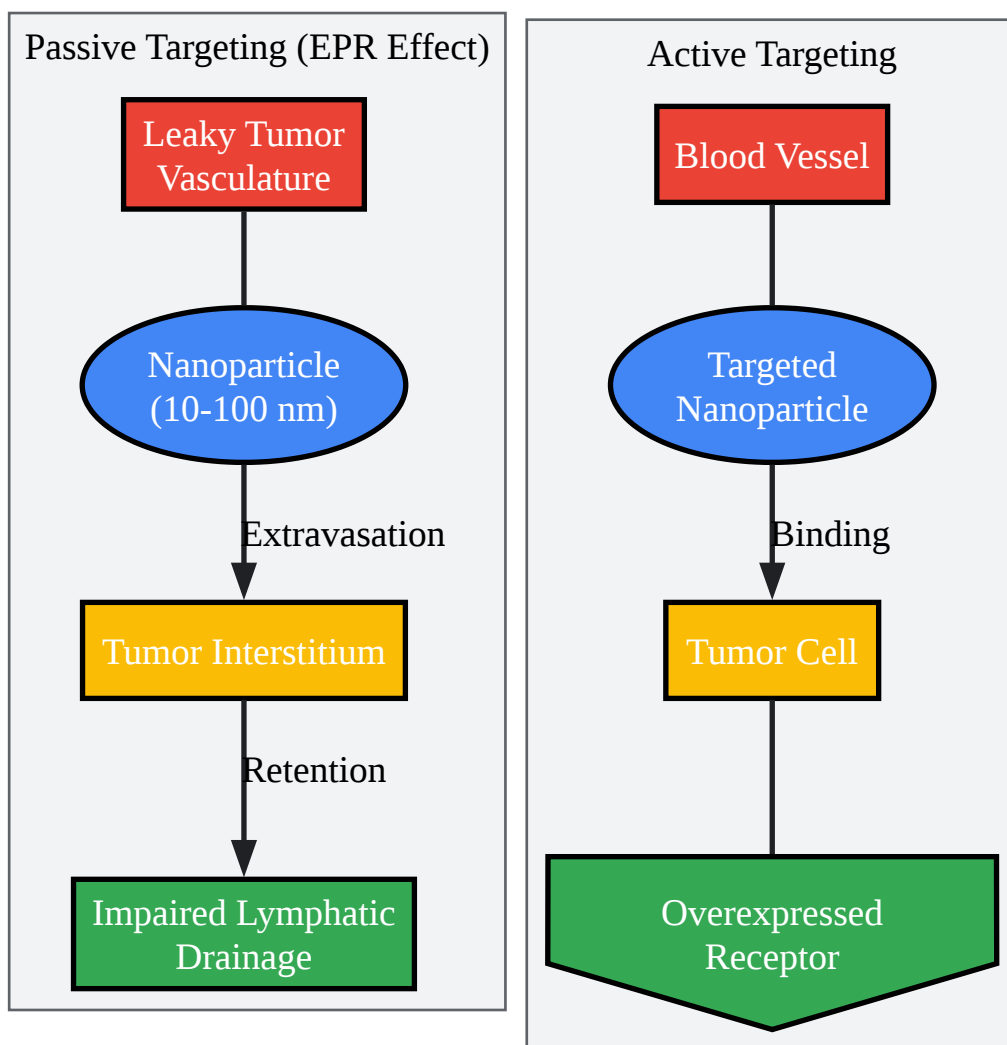 Passive Targeting (EPR Effect)
Leaky Tumor
Vasculature
Nanoparticle
(10-100 nm)
Extravasation
Tumor Interstitium
Retention
Impaired Lymphatic
Drainage
Active Targeting
Blood Vessel
Targeted
Nanoparticle
Binding
Tumor Cell
Overexpressed
Receptor